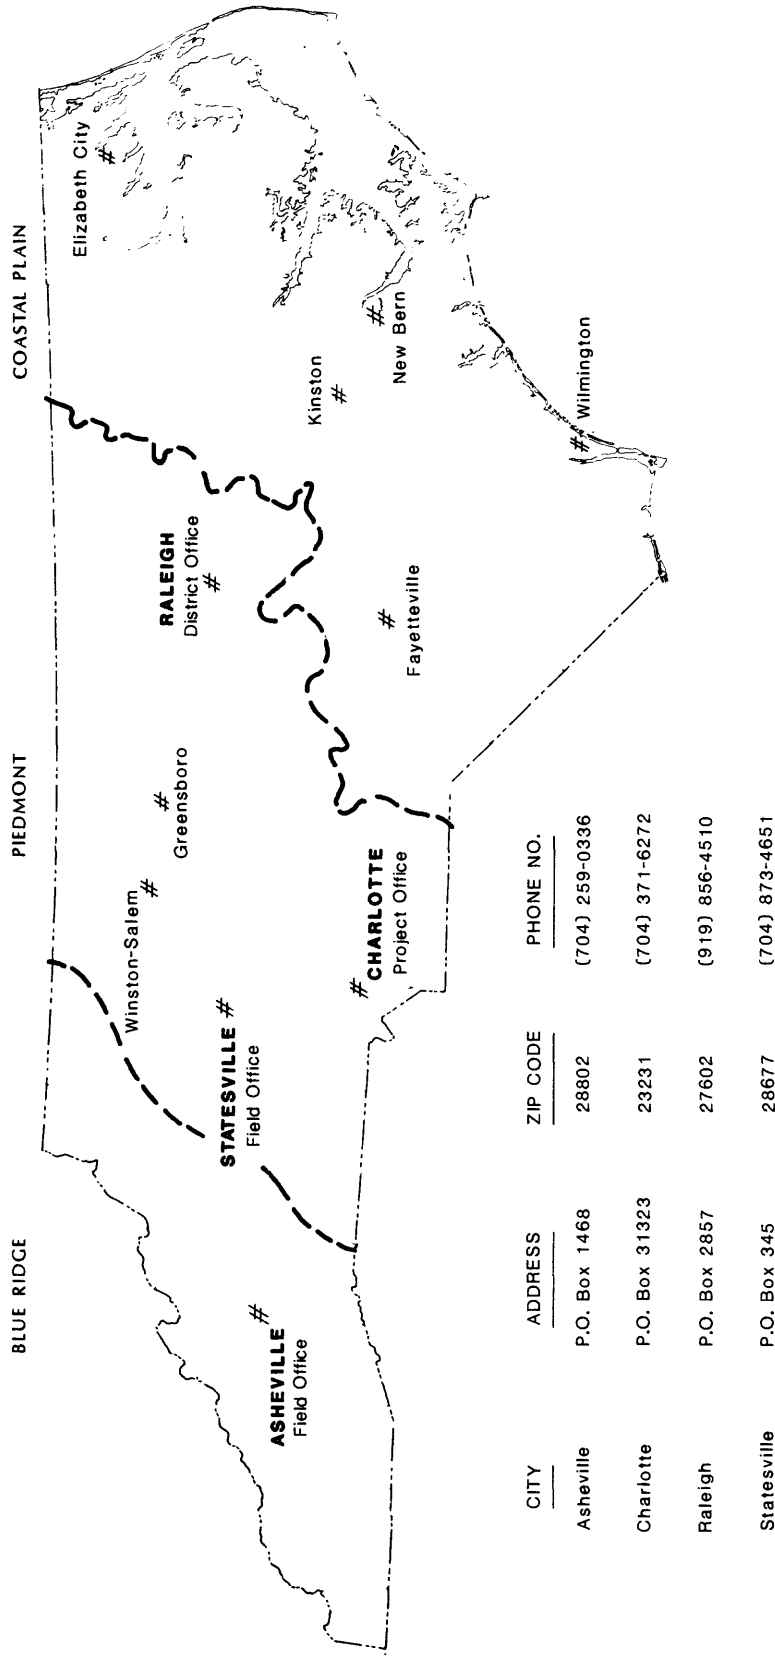 BLUE RIDGE PIEDMONT COASTAL PLAIN
Elizabeth City
Winston-Salem
#
#
Greensboro
RALEIGH
District Office
#
STATESVILLE #
Field Office
#
ASHEVILLE
Field Office
Kinston
#
#
New Bern
#
CHARLOTTE
Project Office
#
Fayetteville
# Wilmington
CITY ADDRESS ZIP CODE PHONE NO.
Asheville P.O. Box 1468 28802 (704) 259-0336
Charlotte P.O. Box 31323 23231 (704) 371-6272
Raleigh P.O. Box 2857 27602 (919) 856-4510
Statesville P.O. Box 345 28677 (704) 873-4651